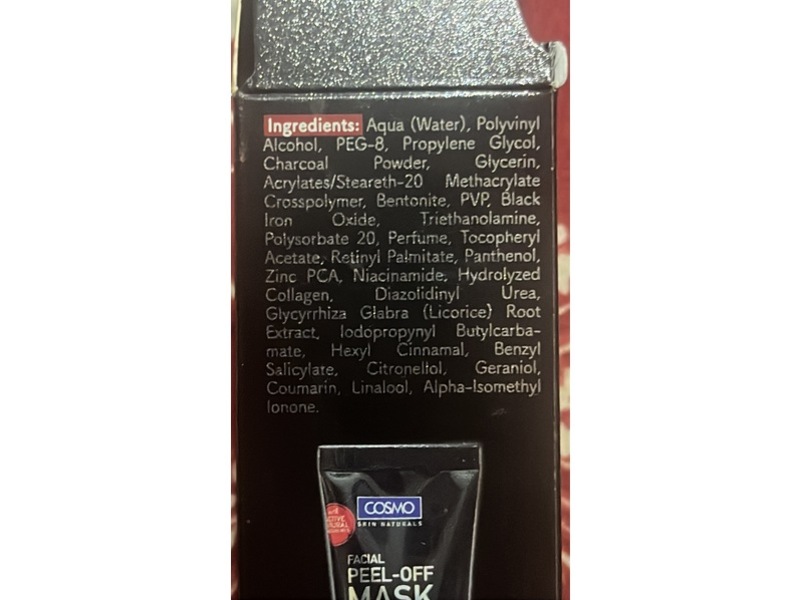 Ingredients: Aqua (Water), Polyvinyl
Alcohol, PEG-8, Propylene Glycol,
Charcoal Powder, Glycerin,
Acrylates/Steareth-20 Methacrylate
Crosspolymer, Bentonite, PVP, Black
Iron Oxide, Triethanolamine,
Polysorbate 20, Perfume, Tocopheryl
Acetate, Retinyl Palmitate, Panthenol,
Zinc PCA, Niacinamide, Hydrolyzed
Collagen, Diazolidinyl Urea,
Glycyrrhiza Glabra (Licorice) Root
Extract, Iodopropynyl Butylcarba-
mate, Hexyl Cinnamal, Benzyl
Salicylate, Citronellol, Geraniol,
Coumarin, Linalool, Alpha-Isomethyl
Ionone.
COSMO
SKIN NATURALS
FACIAL
PEEL-OFF
MASK